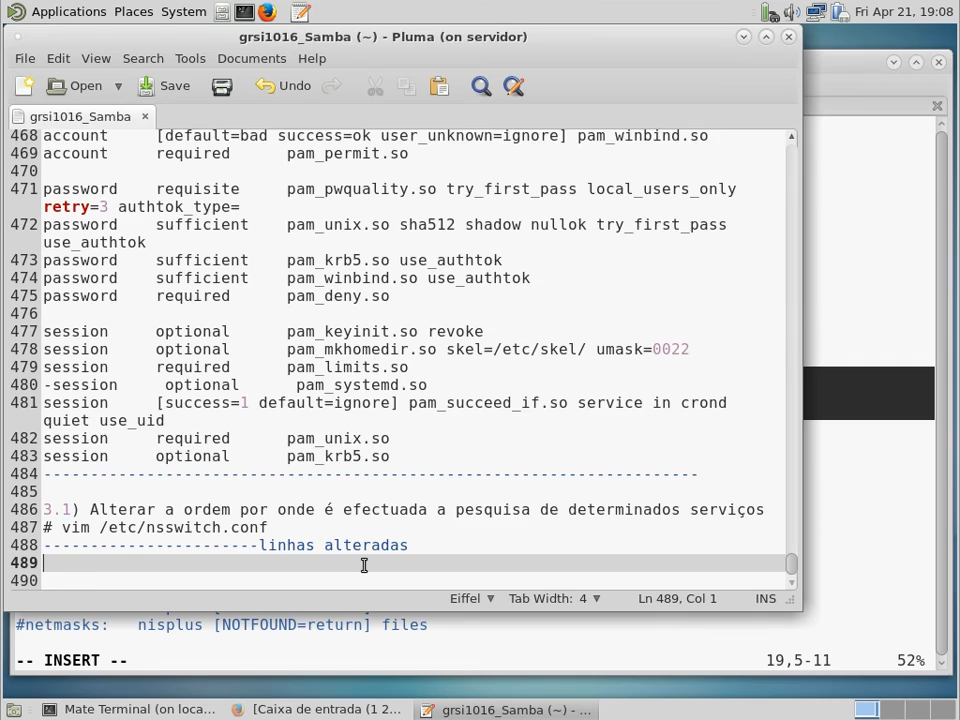 Applications Places System Fri Apr 21, 19:08
grsi1016_Samba (~) - Pluma (on servidor)
File Edit View Search Tools Documents Help
Open Save Undo
grsi1016_Samba ×
468 account [default=bad success=ok user_unknown=ignore] pam_winbind.so
469 account required pam_permit.so
470
471 password requisite pam_pwquality.so try_first_pass local_users_only
retry=3 authtok_type=
472 password sufficient pam_unix.so sha512 shadow nullok try_first_pass
use_authtok
473 password sufficient pam_krb5.so use_authtok
474 password sufficient pam_winbind.so use_authtok
475 password required pam_deny.so
476
477 session optional pam_keyinit.so revoke
478 session optional pam_mkhomedir.so skel=/etc/skel/ umask=0022
479 session required pam_limits.so
480 -session optional pam_systemd.so
481 session [success=1 default=ignore] pam_succeed_if.so service in crond
quiet use_uid
482 session required pam_unix.so
483 session optional pam_krb5.so
484 ----------------------------------------------------------------------
485
486 3.1) Alterar a ordem por onde é efectuada a pesquisa de determinados serviços
487 # vim /etc/nsswitch.conf
488 -----------------------linhas alteradas
489
490
Eiffel Tab Width: 4 Ln 489, Col 1 INS
#netmasks: nisplus [NOTFOUND=return] files
-- INSERT -- 19,5-11 52%
Mate Terminal (on loca... [Caixa de entrada (1 2... grsi1016_Samba (~) - ...